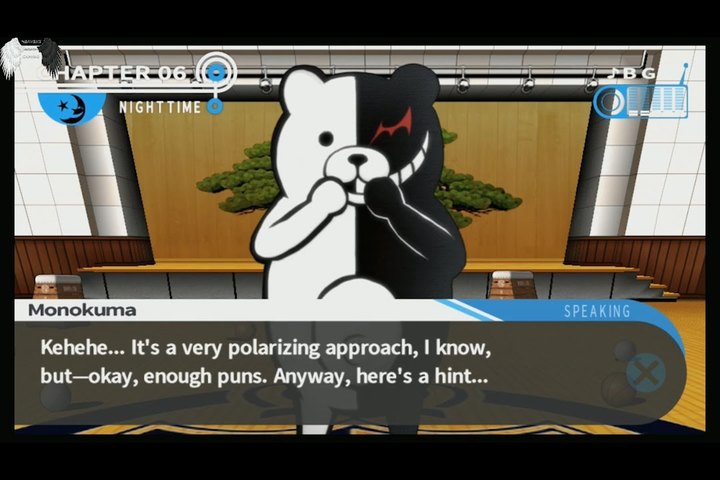 CHAPTER 06
♪BG
NIGHTTIME
Monokuma
SPEAKING
Kehehe... It's a very polarizing approach, I know,
but—okay, enough puns. Anyway, here's a hint...